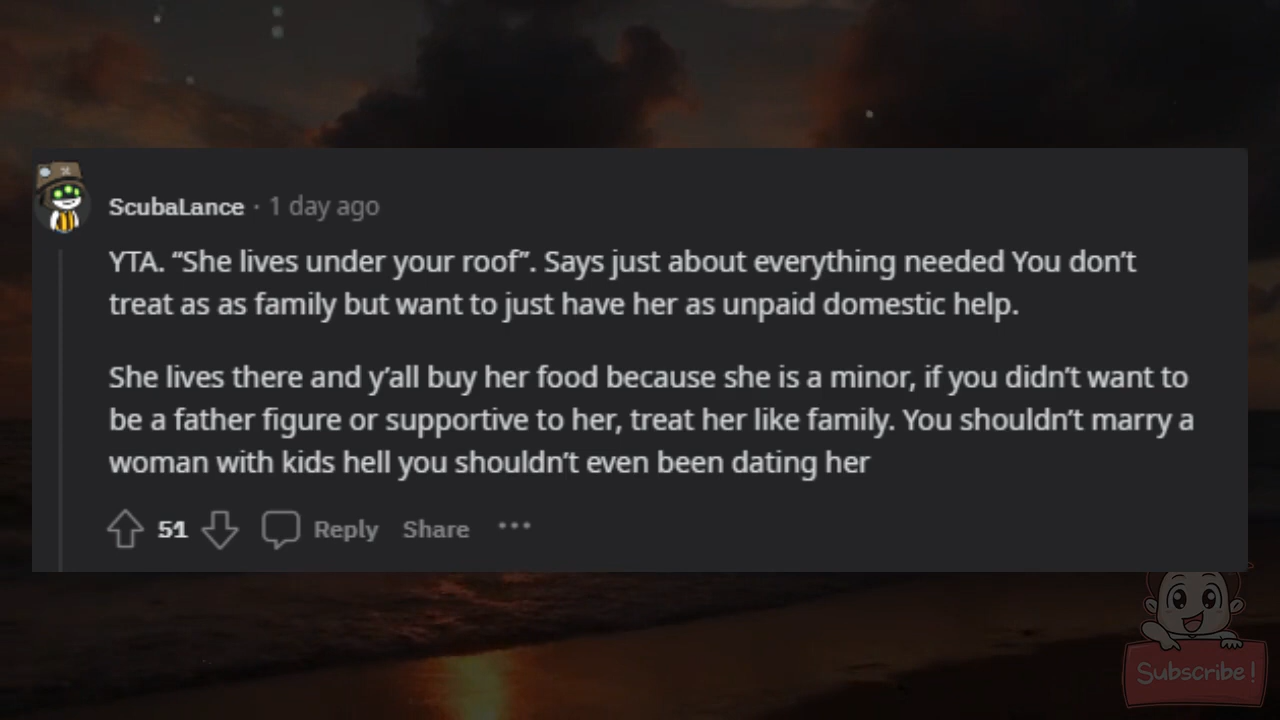 ScubaLance · 1 day ago
YTA. “She lives under your roof”. Says just about everything needed You don’t
treat as as family but want to just have her as unpaid domestic help.
She lives there and y’all buy her food because she is a minor, if you didn’t want to
be a father figure or supportive to her, treat her like family. You shouldn’t marry a
woman with kids hell you shouldn’t even been dating her
51 Reply Share ...
Subscribe !